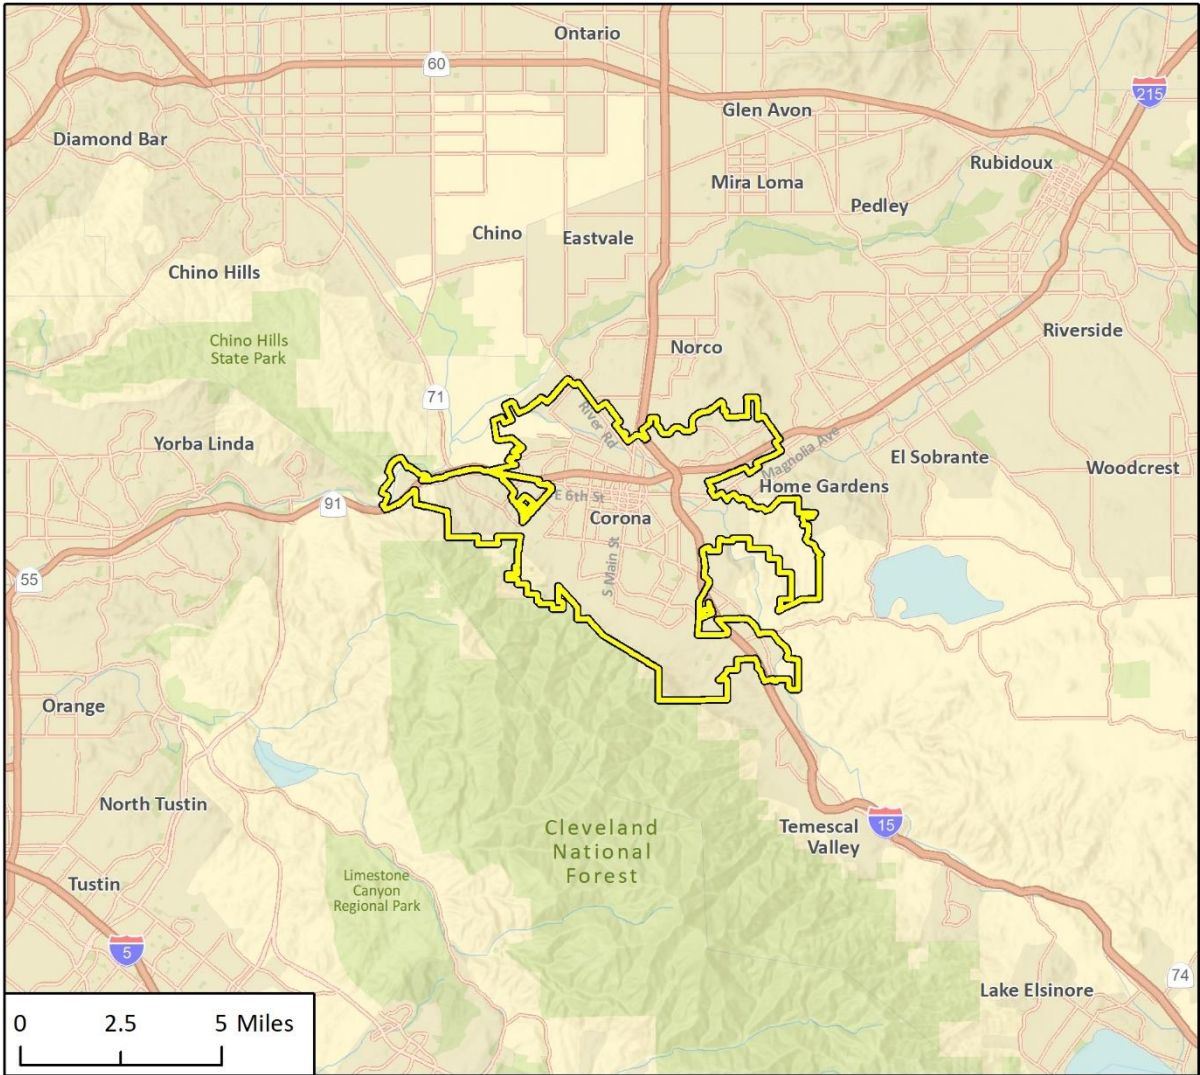 Ontario
60
215
Glen Avon
Diamond Bar
Rubidoux
Mira Loma
Pedley
Chino
Eastvale
Chino Hills
Riverside
Chino Hills
State Park
Norco
71
River Rd
Yorba Linda
Magnolia Ave
El Sobrante
Woodcrest
Home Gardens
91
E 6th St
Corona
S Main St
55
Orange
North Tustin
Cleveland
National
Forest
Temescal
Valley
15
Tustin
Limestone
Canyon
Regional Park
5
74
Lake Elsinore
0 2.5 5 Miles